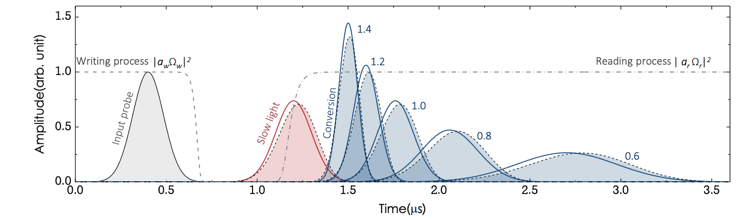 1.5
1.0
0.5
0.0
Amplitude(arb. unit)
Writing process |a_wΩ_w|²
Reading process | a_rΩ_r|²
Input probe
Slow light
Conversion
1.4
1.2
1.0
0.8
0.6
0.0 0.5 1.0 1.5 2.0 2.5 3.0 3.5
Time(μs)